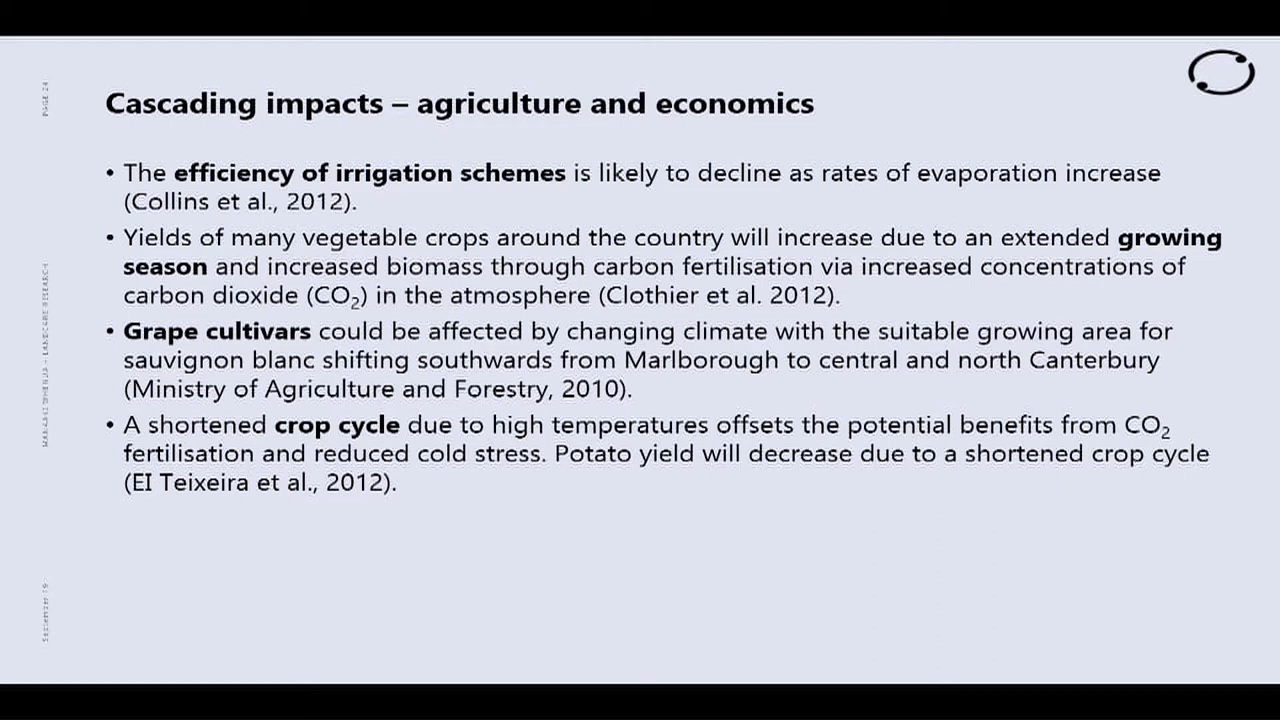 PAGE 24
Cascading impacts – agriculture and economics
• The efficiency of irrigation schemes is likely to decline as rates of evaporation increase
(Collins et al., 2012).
• Yields of many vegetable crops around the country will increase due to an extended growing
season and increased biomass through carbon fertilisation via increased concentrations of
carbon dioxide (CO₂) in the atmosphere (Clothier et al. 2012).
• Grape cultivars could be affected by changing climate with the suitable growing area for
sauvignon blanc shifting southwards from Marlborough to central and north Canterbury
(Ministry of Agriculture and Forestry, 2010).
• A shortened crop cycle due to high temperatures offsets the potential benefits from CO₂
fertilisation and reduced cold stress. Potato yield will decrease due to a shortened crop cycle
(EI Teixeira et al., 2012).